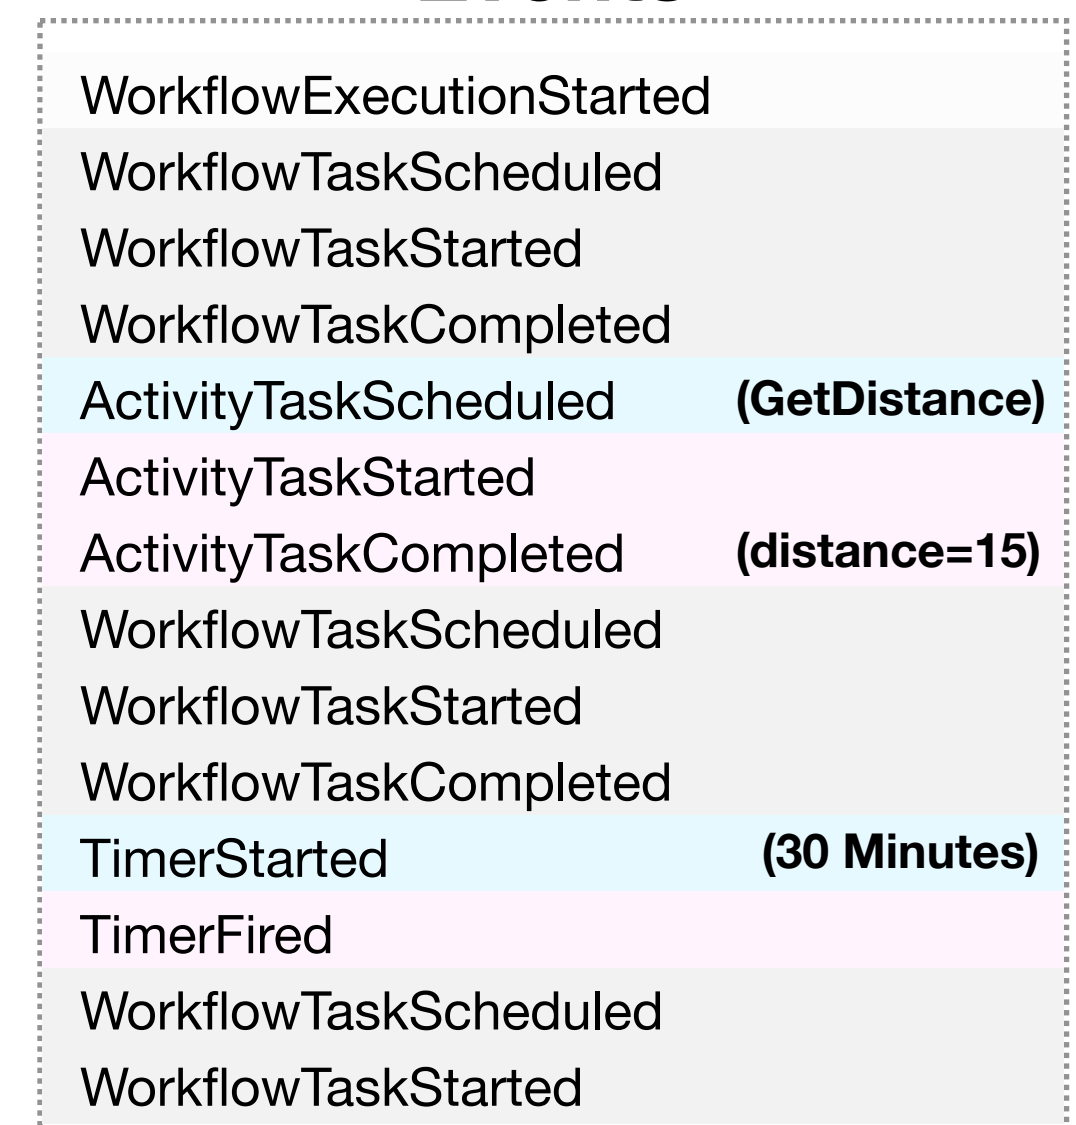 WorkflowExecutionStarted
WorkflowTaskScheduled
WorkflowTaskStarted
WorkflowTaskCompleted
ActivityTaskScheduled (GetDistance)
ActivityTaskStarted
ActivityTaskCompleted (distance=15)
WorkflowTaskScheduled
WorkflowTaskStarted
WorkflowTaskCompleted
TimerStarted (30 Minutes)
TimerFired
WorkflowTaskScheduled
WorkflowTaskStarted